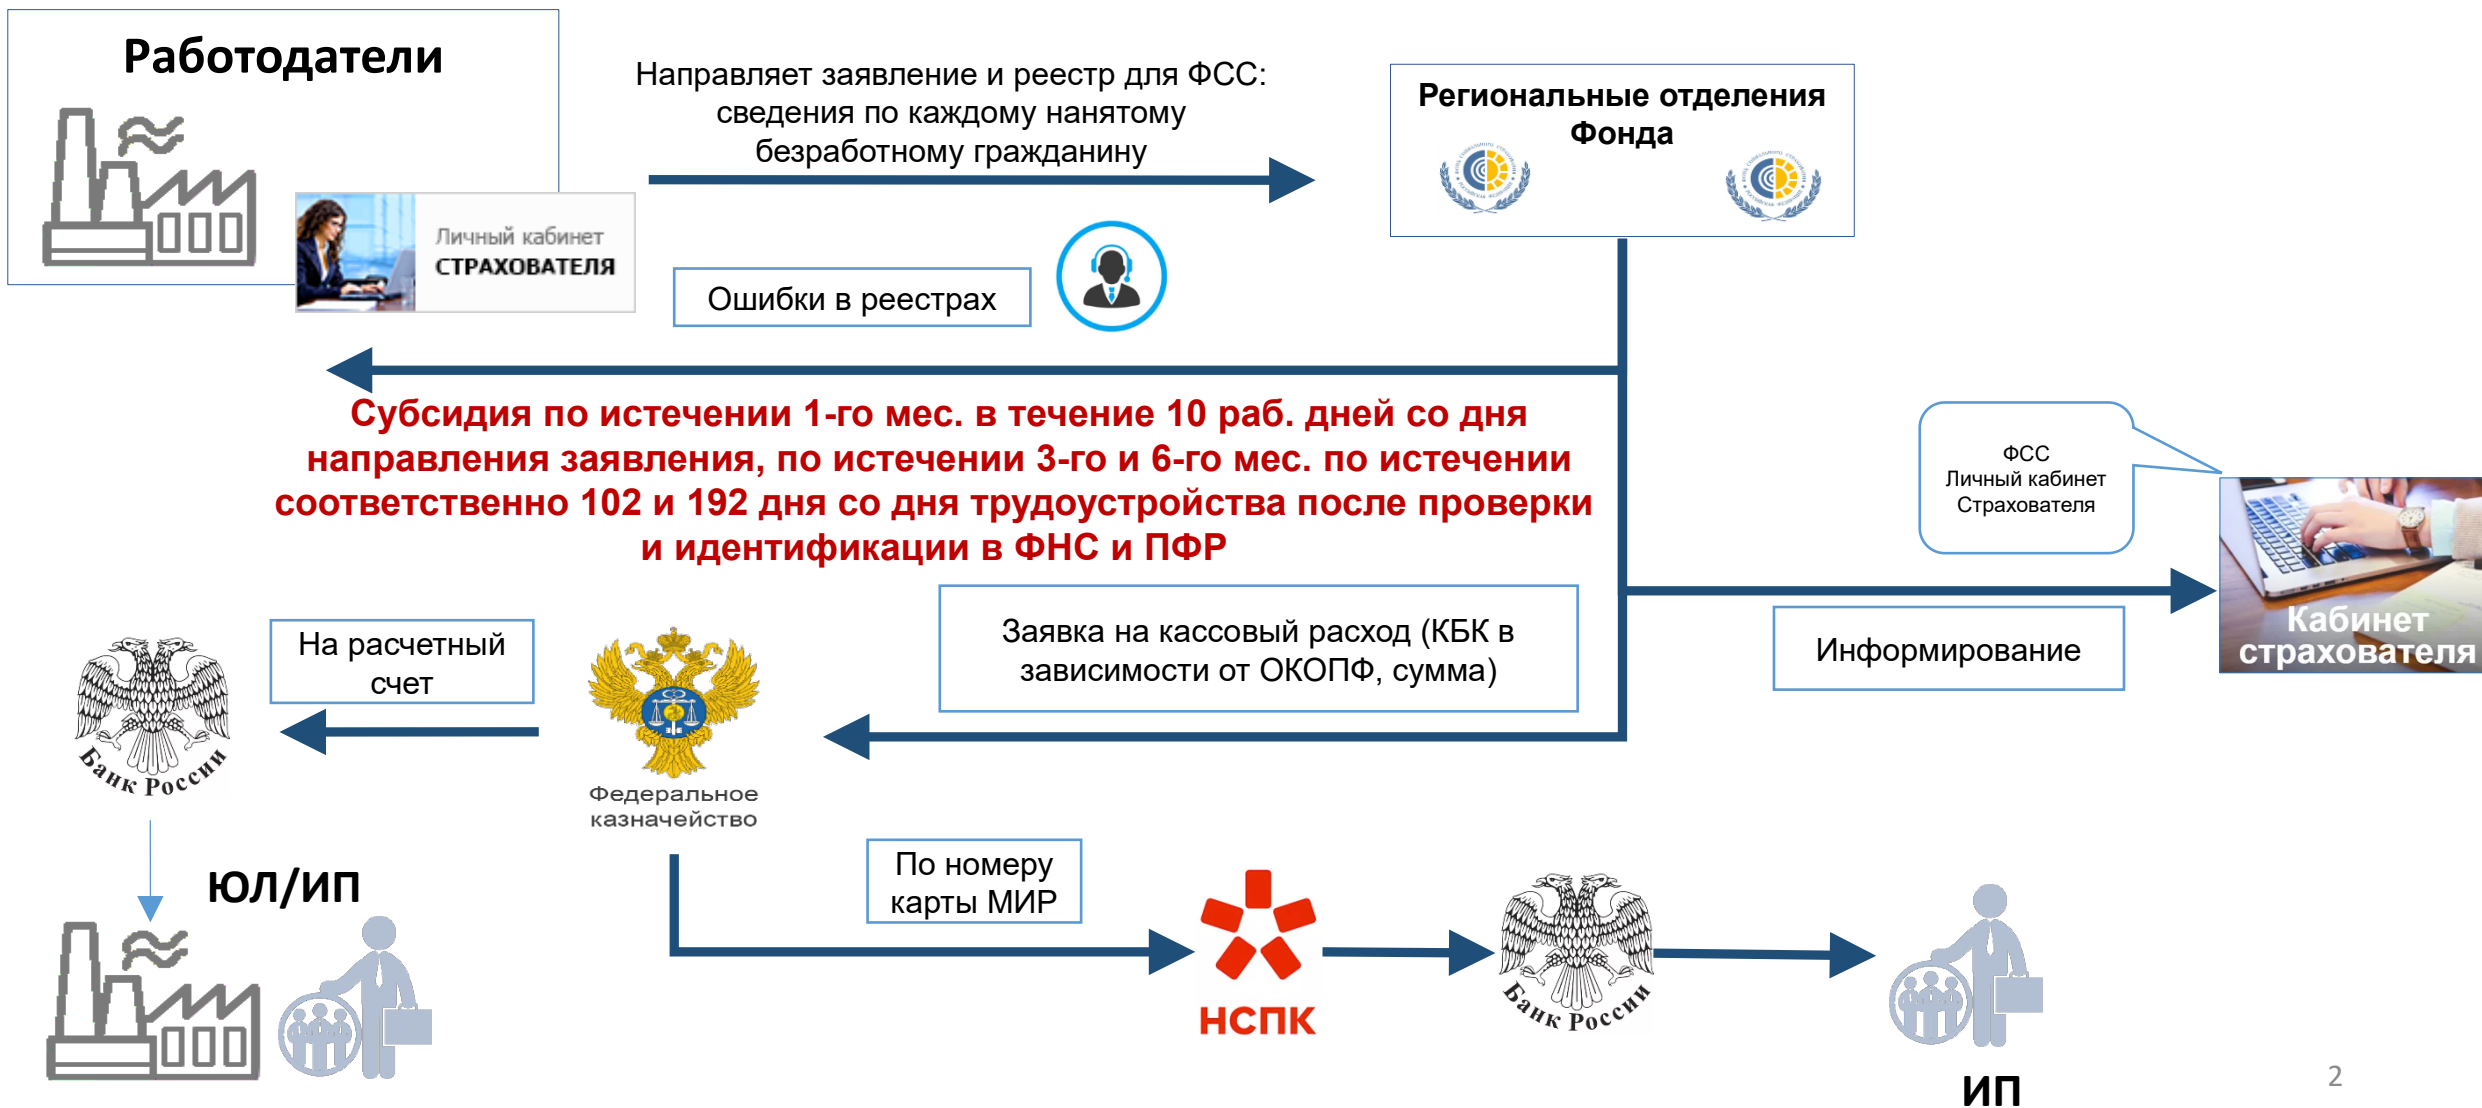 Работодатели
Направляет заявление и реестр для ФСС:
сведения по каждому нанятому
безработному гражданину
Региональные отделения
Фонда
Личный кабинет
СТРАХОВАТЕЛЯ
Ошибки в реестрах
Субсидия по истечении 1-го мес. в течение 10 раб. дней со дня
направления заявления, по истечении 3-го и 6-го мес. по истечении
соответственно 102 и 192 дня со дня трудоустройства после проверки
и идентификации в ФНС и ПФР
ФСС
Личный кабинет
Страхователя
Кабинет
страхователя
Информирование
Заявка на кассовый расход (КБК в
зависимости от ОКОПФ, сумма)
На расчетный
счет
Банк России
Федеральное
казначейство
ЮЛ/ИП
По номеру
карты МИР
НСПК
Банк России
ИП
2